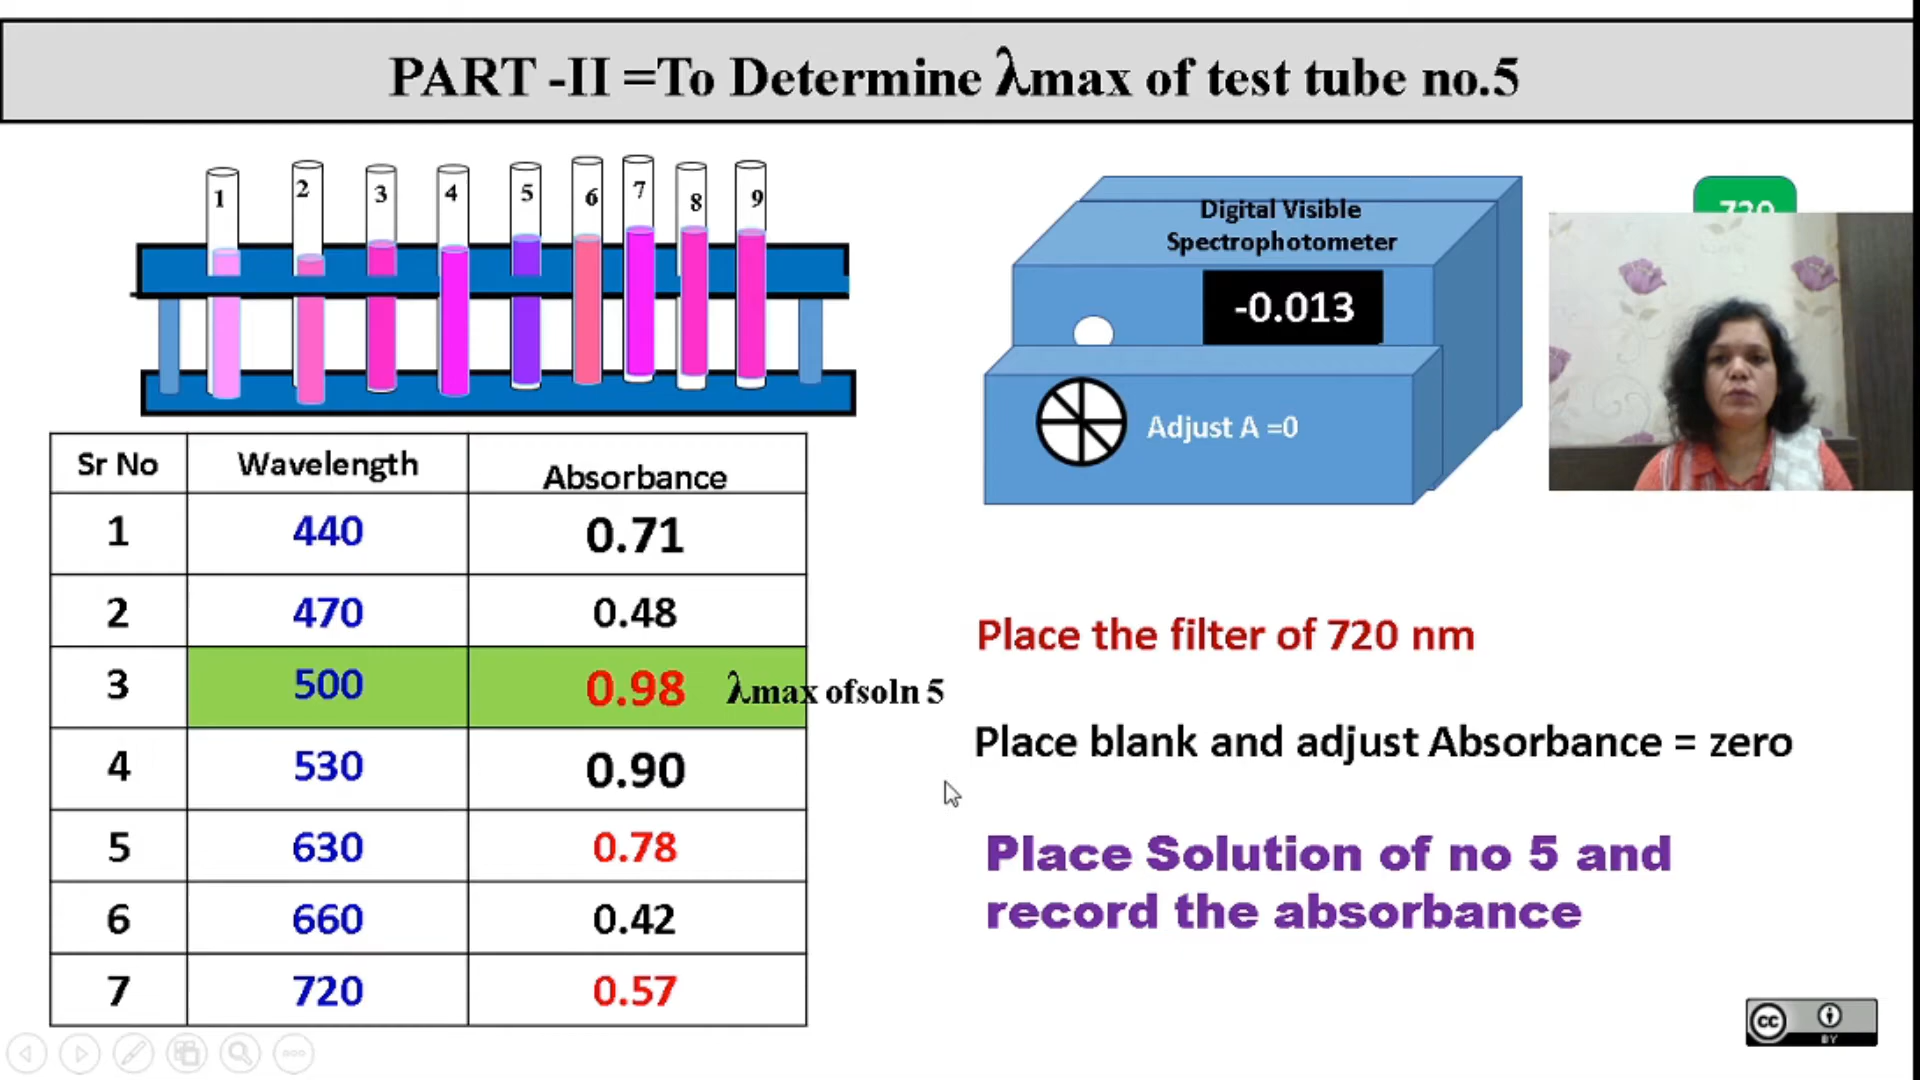 PART -II =To Determine λmax of test tube no.5
1 2 3 4 5 6 7 8 9
Digital Visible
Spectrophotometer
720
-0.013
Adjust A =0
Sr No Wavelength Absorbance
1 440 0.71
2 470 0.48
3 500 0.98 λmax ofsoln 5
4 530 0.90
5 630 0.78
6 660 0.42
7 720 0.57
Place the filter of 720 nm
Place blank and adjust Absorbance = zero
Place Solution of no 5 and
record the absorbance
cc
BY